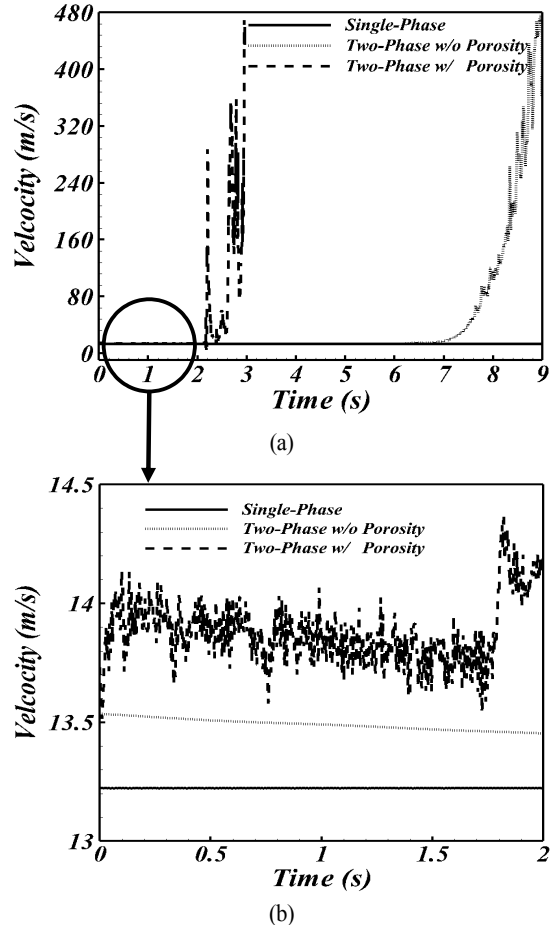 480
400
320
240
160
80
0
Velcocity (m/s)
Single-Phase
Two-Phase w/o Porosity
Two-Phase w/ Porosity
0 1 2 3 4 5 6 7 8 9
Time (s)
(a)
14.5
14
13.5
13
Velcocity (m/s)
Single-Phase
Two-Phase w/o Porosity
Two-Phase w/ Porosity
0 0.5 1 1.5 2
Time (s)
(b)